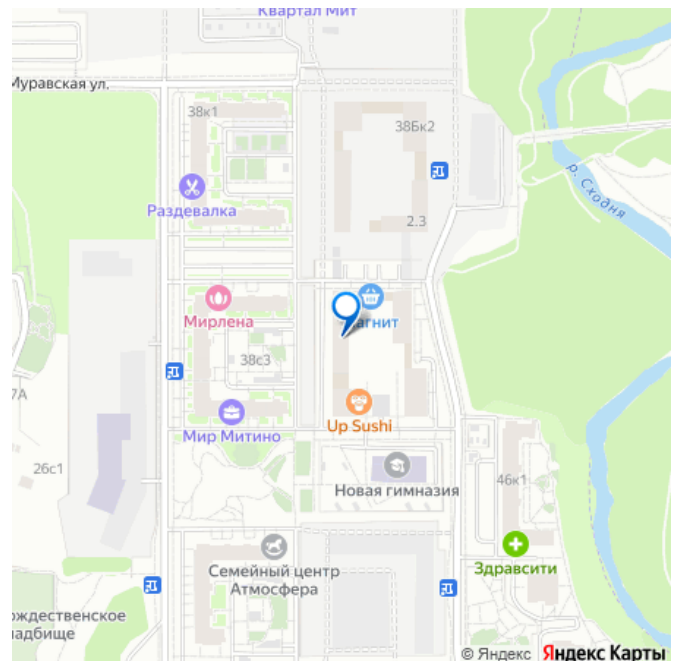 Квартал Мит
Муравская ул.
38к1
38Бк2
р. Сходня
Раздевалка
2.3
Мирлена
агнит
38с3
7А
Up Sushi
Мир Митино
26с1
Новая гимназия
46к1
Семейный центр
Атмосфера
Здравсити
ождественское
ладбище
© Яндекс Яндекс Карты